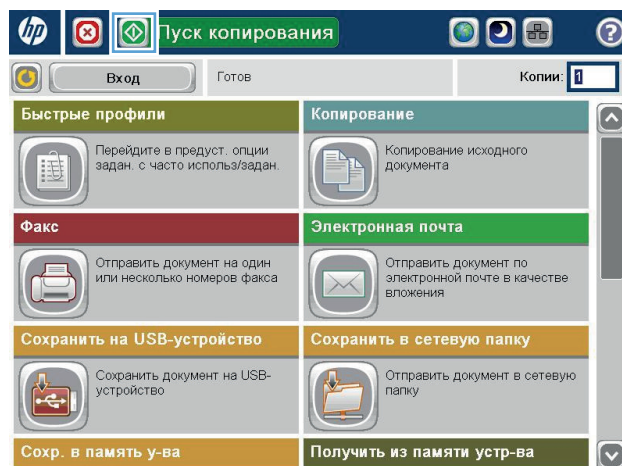 hp
Пуск копирования
?
Вход
Готов
Копии: 1
Быстрые профили
Копирование
Перейдите в предуст. опции
задан. с часто использ/задан.
Копирование исходного
документа
Факс
Электронная почта
Отправить документ на один
или несколько номеров факса
Отправить документ по
электронной почте в качестве
вложения
Сохранить на USB-устройство
Сохранить в сетевую папку
Сохранить документ на USB-
устройство
Отправить документ в сетевую
папку
Сохр. в память у-ва
Получить из памяти устр-ва